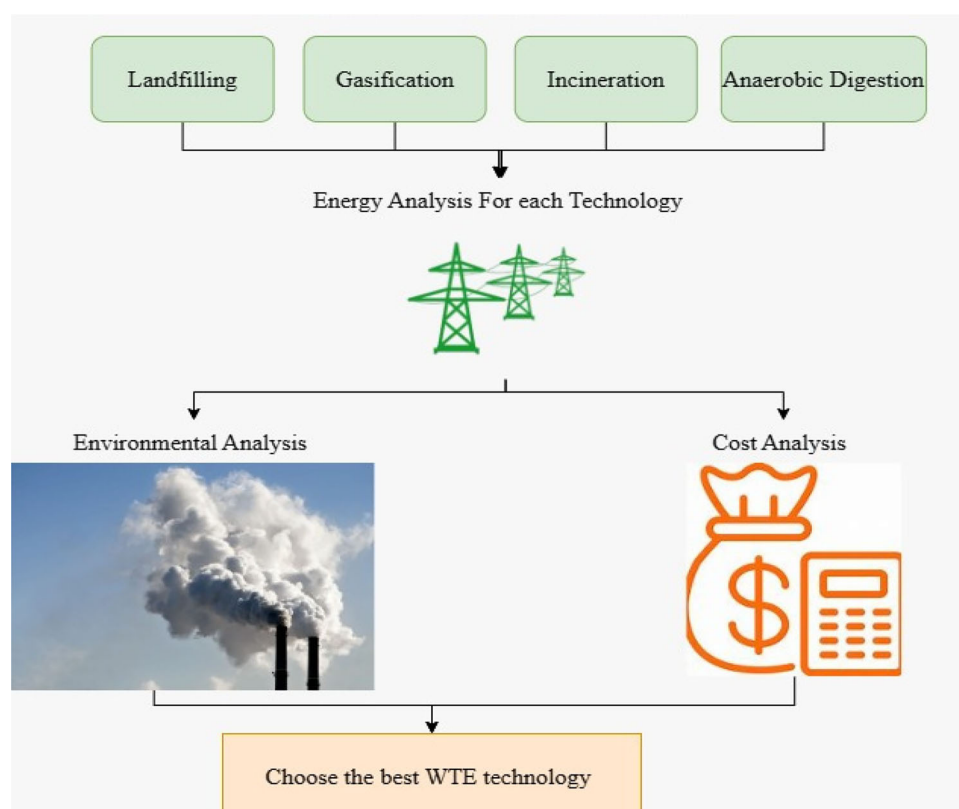 Landfilling
Gasification
Incineration
Anaerobic Digestion
Energy Analysis For each Technology
Environmental Analysis
Cost Analysis
$
Choose the best WTE technology